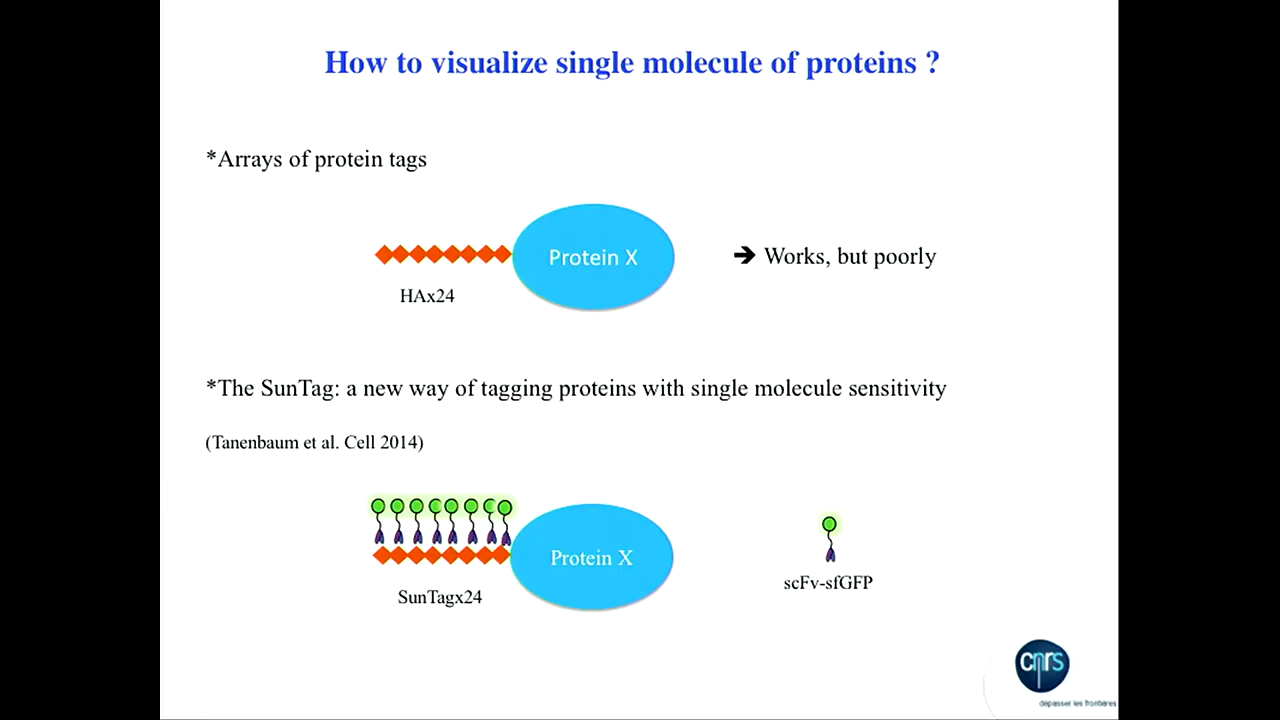 How to visualize single molecule of proteins ?
*Arrays of protein tags
Protein X
➔ Works, but poorly
HAx24
*The SunTag: a new way of tagging proteins with single molecule sensitivity
(Tanenbaum et al. Cell 2014)
Protein X
SunTagx24
scFv-sfGFP
cnrs
dépasser les frontières